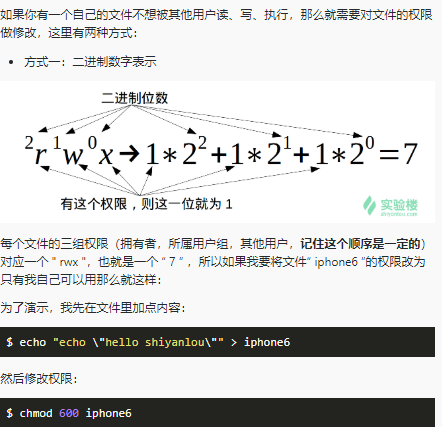 如果你有一个自己的文件不想被其他用户读、写、执行，那么就需要对文件的权限
做修改，这里有两种方式：
• 方式一：二进制数字表示
二进制位数
²r ¹w ⁰x→1*2²+1*2¹+1*2⁰=7
有这个权限，则这一位就为 1
实验楼
shiyanlou.com
每个文件的三组权限（拥有者，所属用户组，其他用户，记住这个顺序是一定的）
对应一个 " rwx "，也就是一个 “ 7 ” ，所以如果我要将文件“ iphone6 ”的权限改为
只有我自己可以用那么就这样：
为了演示，我先在文件里加点内容：
$ echo "echo \"hello shiyanlou\"" > iphone6
然后修改权限：
$ chmod 600 iphone6